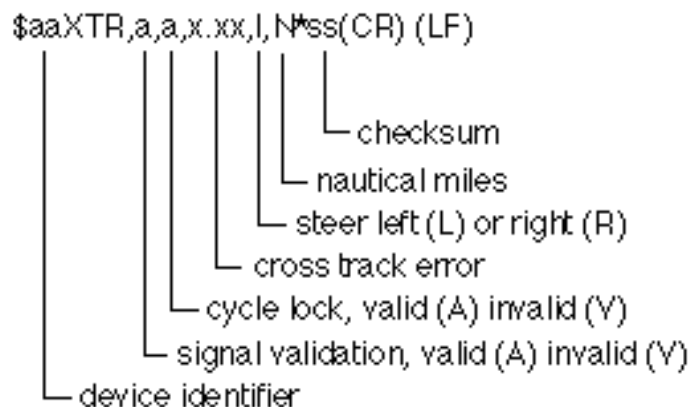 $aaXTR,a,a,x.xx,l,N*ss(CR) (LF)
checksum
nautical miles
steer left (L) or right (R)
cross track error
cycle lock, valid (A) invalid (V)
signal validation, valid (A) invalid (V)
device identifier